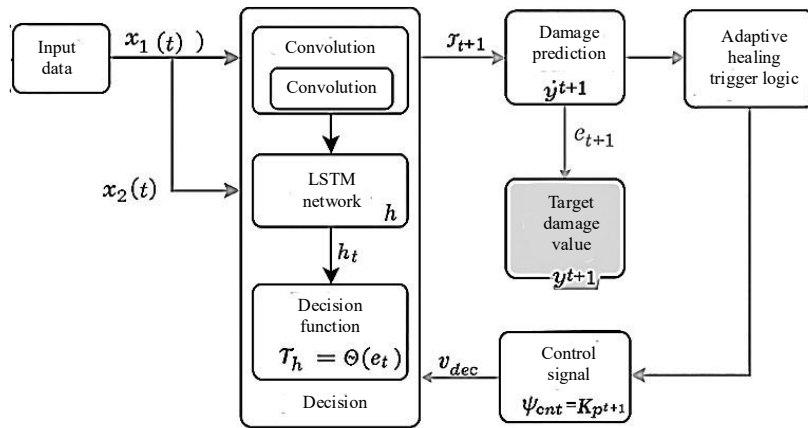 Input
data
x₁(t) )
x₂(t)
Convolution
Convolution
LSTM
network
h
hₜ
Decision
function
𝒯ₕ = Θ(eₜ)
Decision
𝒯ₜ₊₁
Damage
prediction
ẏᵗ⁺¹
eₜ₊₁
Target
damage
value
yᵗ⁺¹
Adaptive
healing
trigger logic
Control
signal
ψcnt=Kpᵗ⁺¹
v_dec